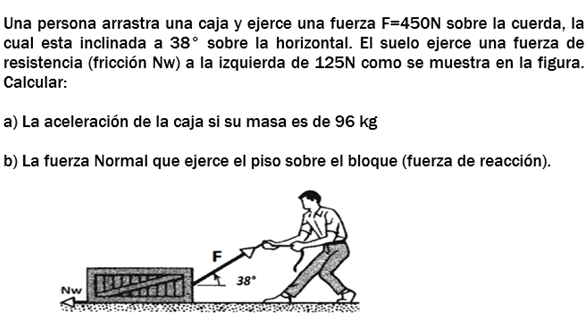 Una persona arrastra una caja y ejerce una fuerza F=450N sobre la cuerda, la
cual esta inclinada a 38° sobre la horizontal. El suelo ejerce una fuerza de
resistencia (fricción Nw) a la izquierda de 125N como se muestra en la figura.
Calcular:
a) La aceleración de la caja si su masa es de 96 kg
b) La fuerza Normal que ejerce el piso sobre el bloque (fuerza de reacción).
F
38°
Nw